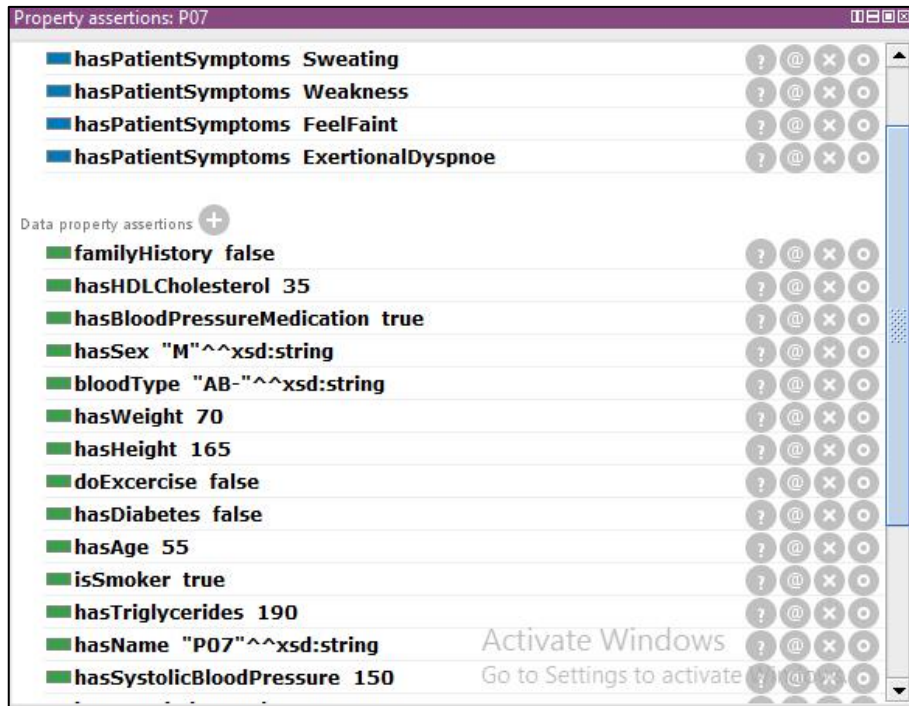 Property assertions: P07
hasPatientSymptoms Sweating
hasPatientSymptoms Weakness
hasPatientSymptoms FeelFaint
hasPatientSymptoms ExertionalDyspnoe
Data property assertions
familyHistory false
hasHDLCholesterol 35
hasBloodPressureMedication true
hasSex "M"^^xsd:string
bloodType "AB-"^^xsd:string
hasWeight 70
hasHeight 165
doExcercise false
hasDiabetes false
hasAge 55
isSmoker true
hasTriglycerides 190
hasName "P07"^^xsd:string
hasSystolicBloodPressure 150
Activate Windows
Go to Settings to activate Windows.